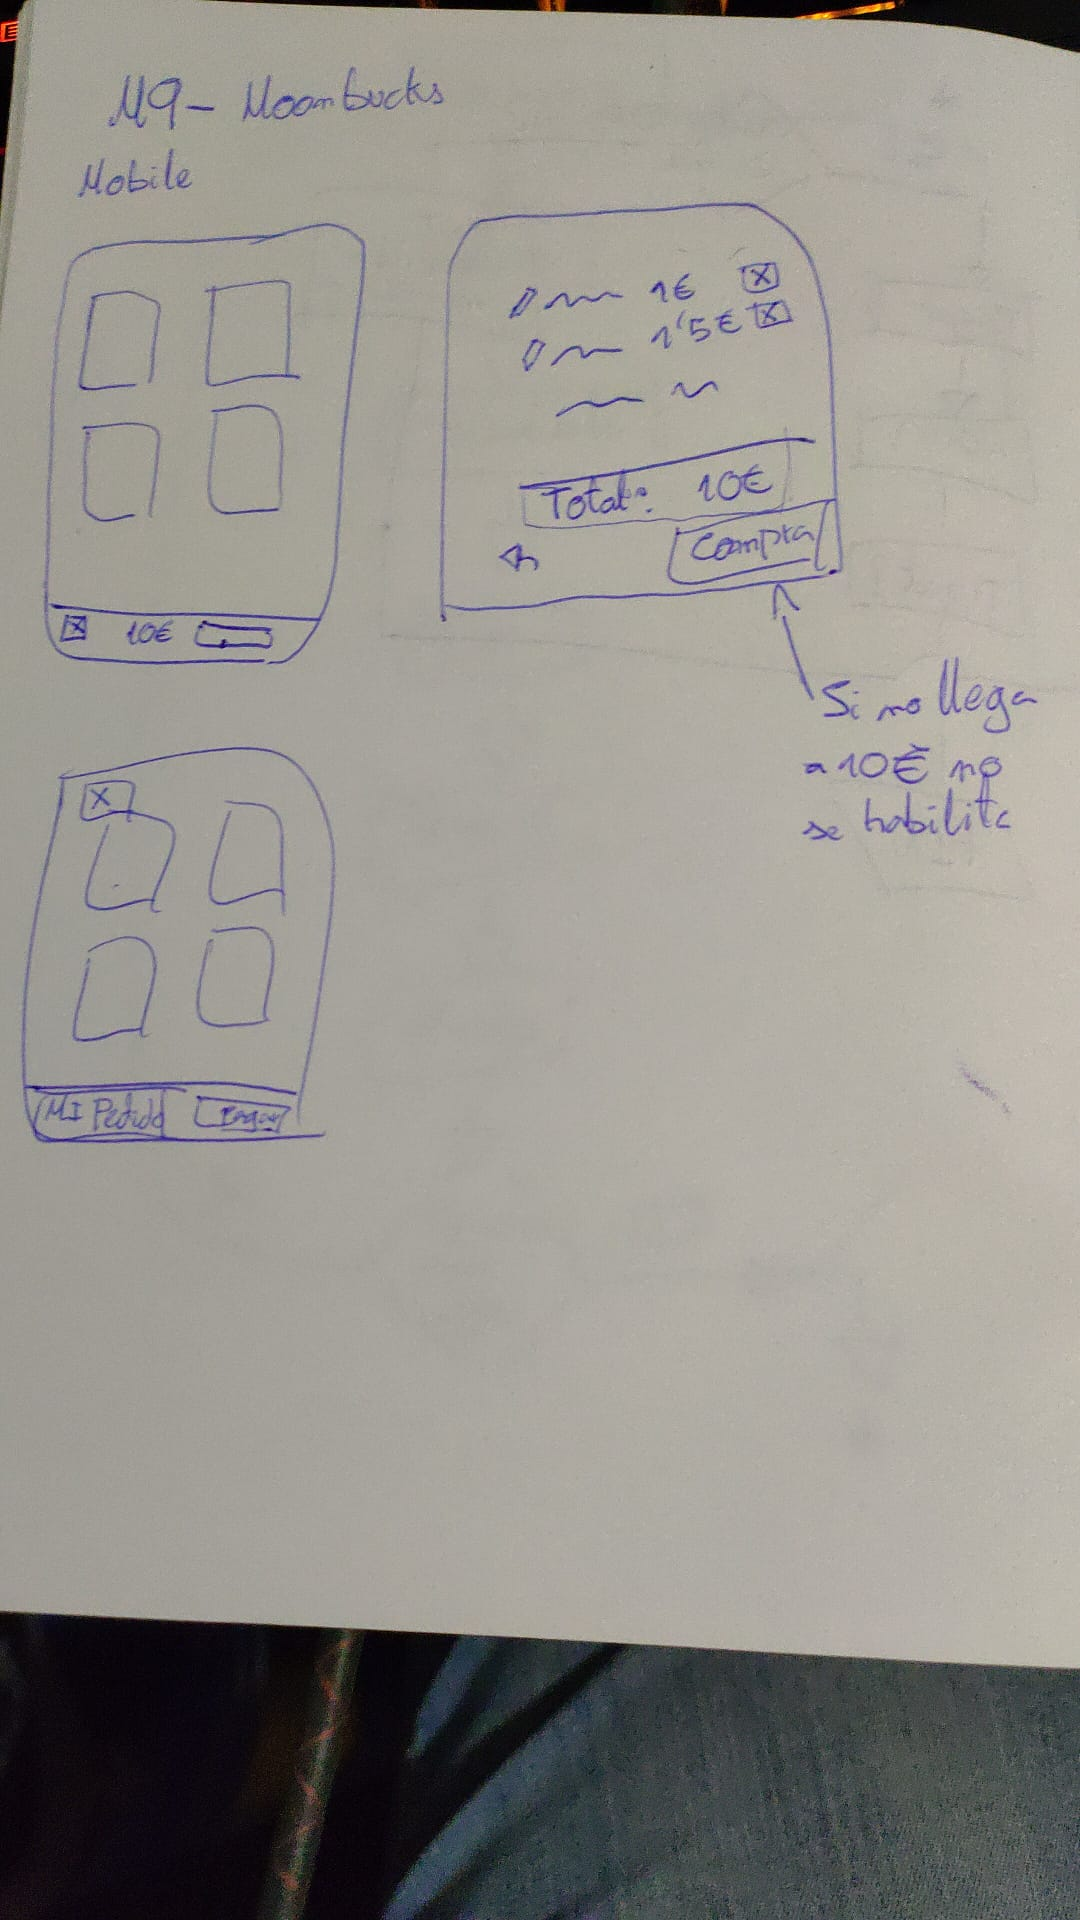 M9- Moonbucks
Mobile
1€ X
1'5€ X
Total: 10€
Compra
X 10€
Si no llega
a 10€ no
se habilita
X
MI Pedido